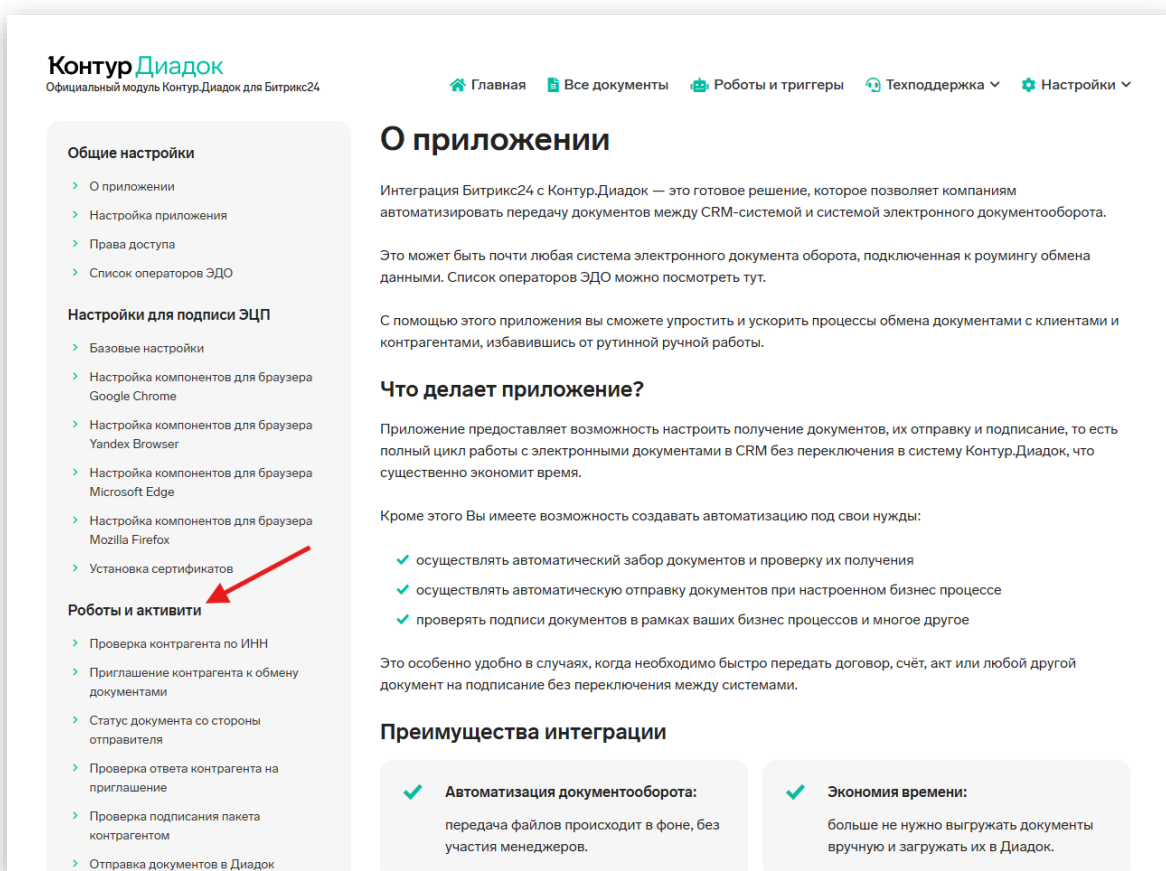 Контур Диадок
Официальный модуль Контур.Диадок для Битрикс24
Главная
Все документы
Роботы и триггеры
Техподдержка
Настройки
Общие настройки
О приложении
Настройка приложения
Права доступа
Список операторов ЭДО
Настройки для подписи ЭЦП
Базовые настройки
Настройка компонентов для браузера
Google Chrome
Настройка компонентов для браузера
Yandex Browser
Настройка компонентов для браузера
Microsoft Edge
Настройка компонентов для браузера
Mozilla Firefox
Установка сертификатов
Роботы и активити
Проверка контрагента по ИНН
Приглашение контрагента к обмену
документами
Статус документа со стороны
отправителя
Проверка ответа контрагента на
приглашение
Проверка подписания пакета
контрагентом
Отправка документов в Диадок
О приложении
Интеграция Битрикс24 с Контур.Диадок — это готовое решение, которое позволяет компаниям
автоматизировать передачу документов между CRM-системой и системой электронного документооборота.
Это может быть почти любая система электронного документа оборота, подключенная к роумингу обмена
данными. Список операторов ЭДО можно посмотреть тут.
С помощью этого приложения вы сможете упростить и ускорить процессы обмена документами с клиентами и
контрагентами, избавившись от рутинной ручной работы.
Что делает приложение?
Приложение предоставляет возможность настроить получение документов, их отправку и подписание, то есть
полный цикл работы с электронными документами в CRM без переключения в систему Контур.Диадок, что
существенно экономит время.
Кроме этого Вы имеете возможность создавать автоматизацию под свои нужды:
осуществлять автоматический забор документов и проверку их получения
осуществлять автоматическую отправку документов при настроенном бизнес процессе
проверять подписи документов в рамках ваших бизнес процессов и многое другое
Это особенно удобно в случаях, когда необходимо быстро передать договор, счёт, акт или любой другой
документ на подписание без переключения между системами.
Преимущества интеграции
Автоматизация документооборота:
передача файлов происходит в фоне, без
участия менеджеров.
Экономия времени:
больше не нужно выгружать документы
вручную и загружать их в Диадок.